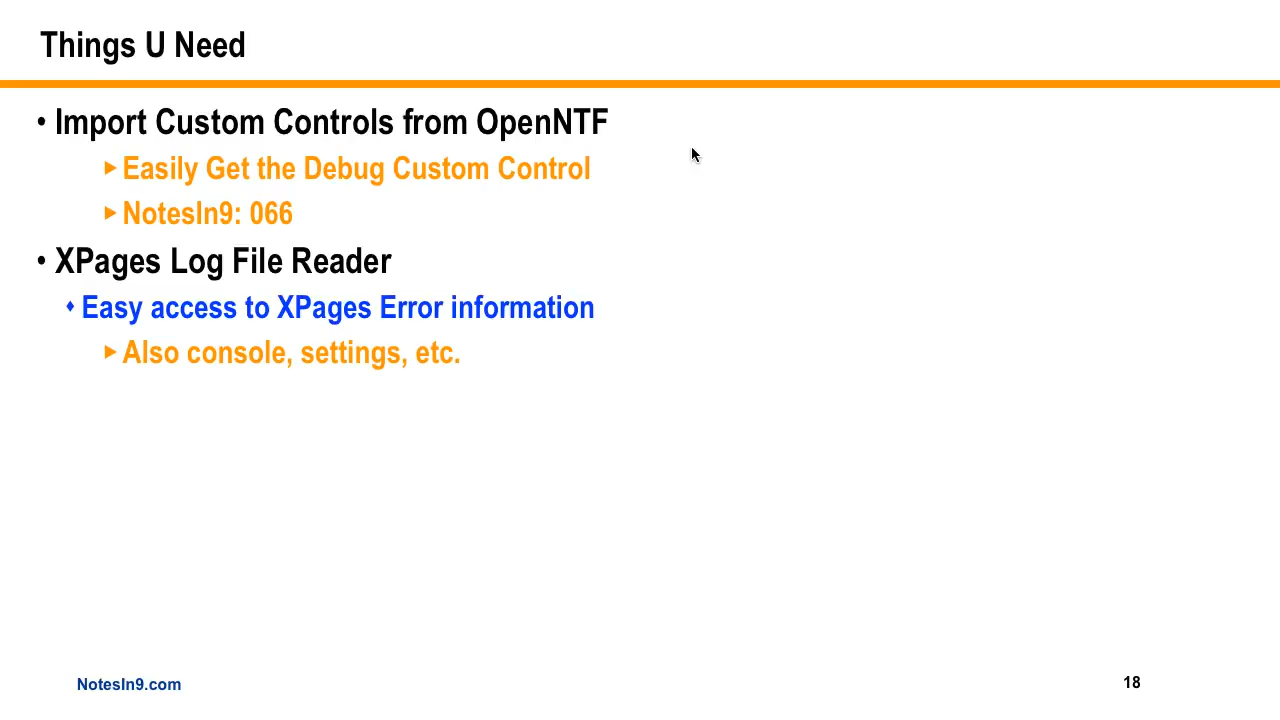 Things U Need
• Import Custom Controls from OpenNTF
▸ Easily Get the Debug Custom Control
▸ NotesIn9: 066
• XPages Log File Reader
♦ Easy access to XPages Error information
▸ Also console, settings, etc.
NotesIn9.com
18